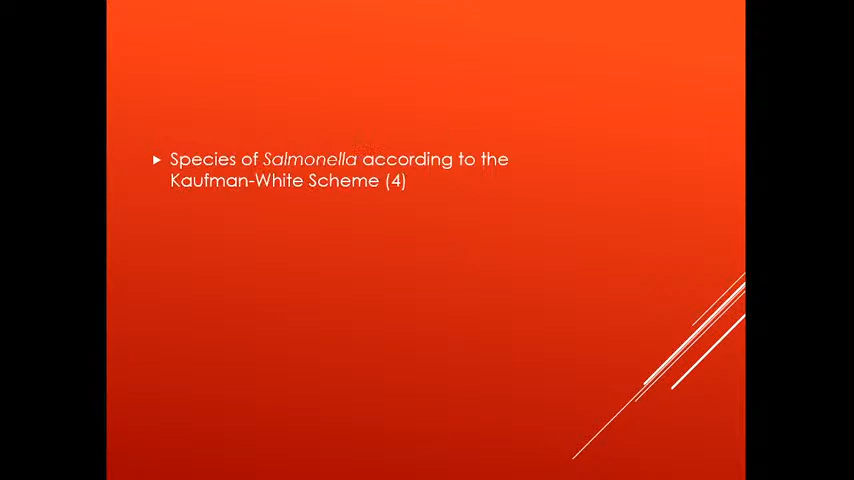 Species of Salmonella according to the
Kaufman-White Scheme (4)